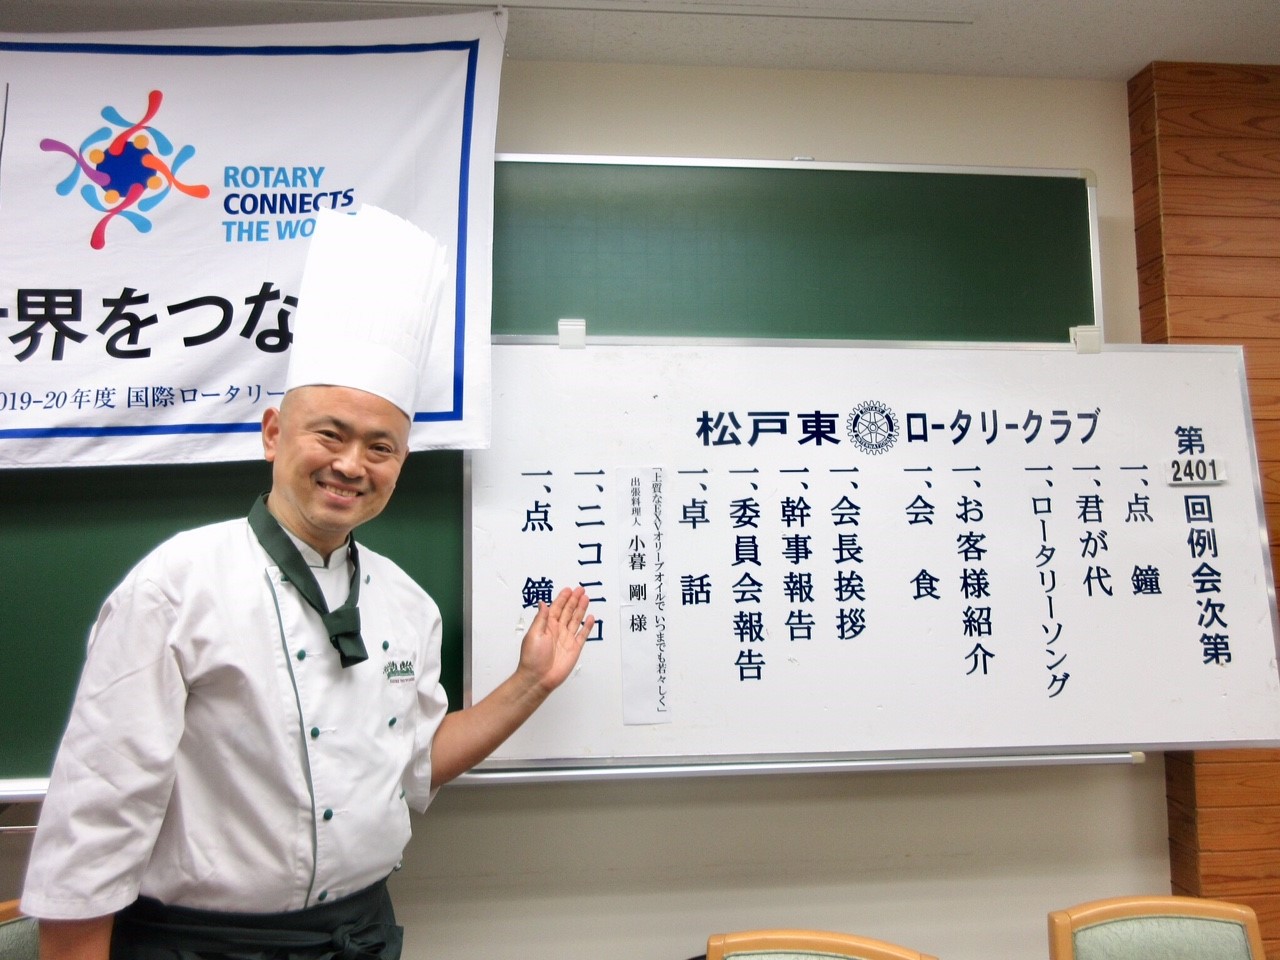 ROTARY
CONNECTS
THE WO
界をつな
2019-20年度 国際ロータリー
松戸東
ROTARY
INTERNATIONAL
ロータリークラブ
第2401回例会次第
一、点 鐘
一、君が代
一、ロータリーソング
一、お客様紹介
一、会 食
一、会長挨拶
一、幹事報告
一、委員会報告
一、卓 話
「上質なEXVオリーブオイルで いつまでも若々しく」
出張料理人 小暮 剛 様
一、ニコニコ
一、点 鐘